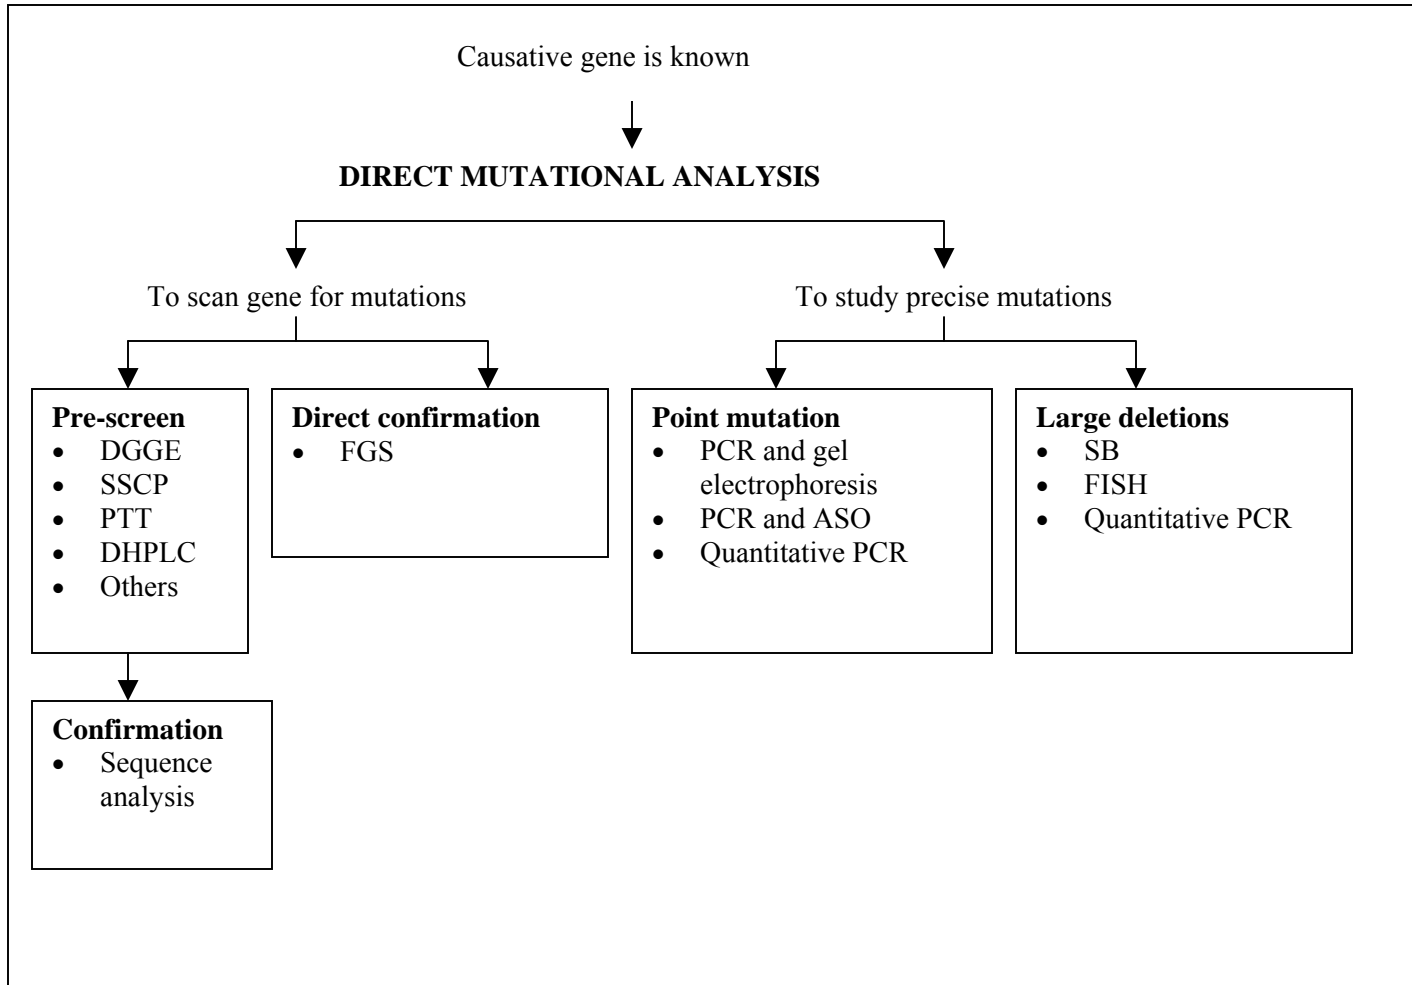 Causative gene is known
DIRECT MUTATIONAL ANALYSIS
To scan gene for mutations
To study precise mutations
Pre-screen
• DGGE
• SSCP
• PTT
• DHPLC
• Others
Direct confirmation
• FGS
Point mutation
• PCR and gel
electrophoresis
• PCR and ASO
• Quantitative PCR
Large deletions
• SB
• FISH
• Quantitative PCR
Confirmation
• Sequence
analysis